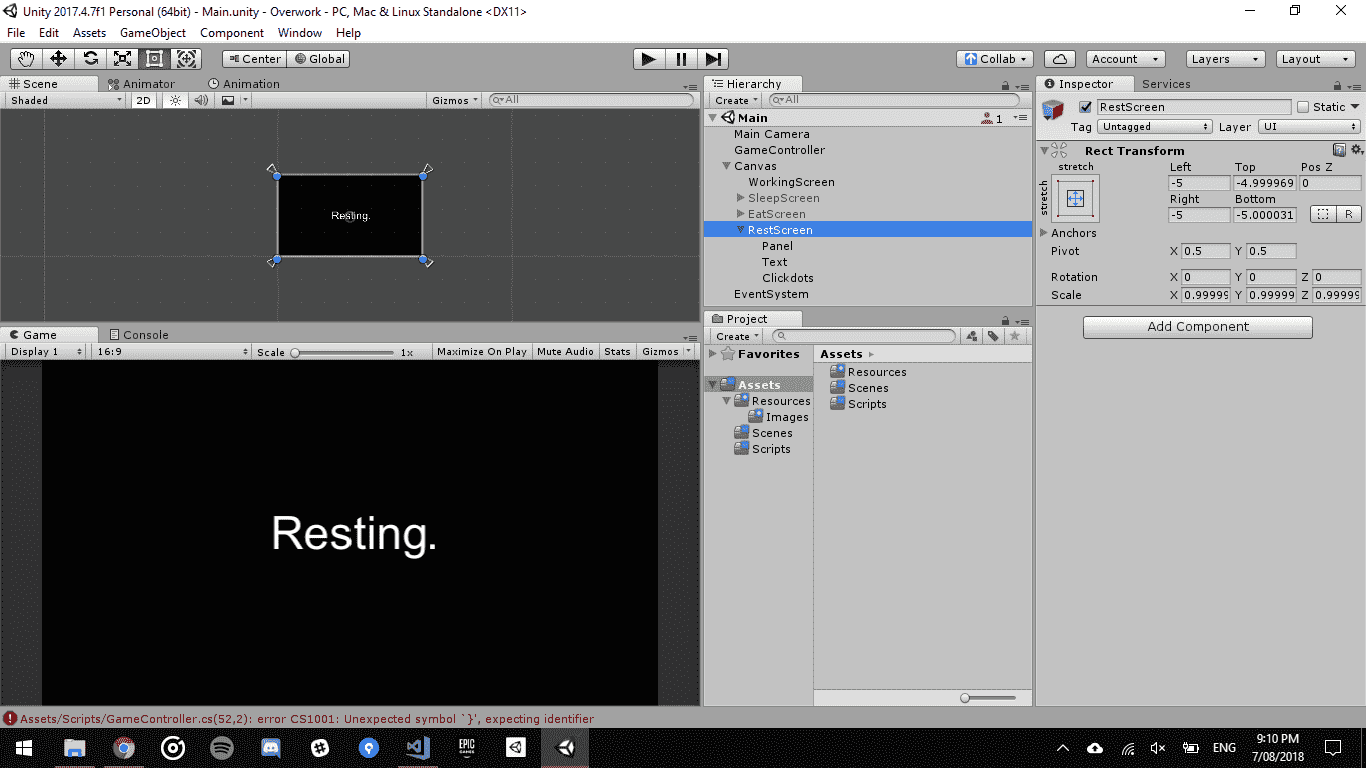 Unity 2017.4.7f1 Personal (64bit) - Main.unity - Overwork - PC, Mac & Linux Standalone <DX11>
File Edit Assets GameObject Component Window Help
Center Global Collab Account Layers Layout
Scene Animator Animation
Shaded 2D Gizmos All
Resting.
Game Console
Display 1 16:9 Scale 1x Maximize On Play Mute Audio Stats Gizmos
Resting.
Hierarchy
Create All
Main 1
Main Camera
GameController
Canvas
WorkingScreen
SleepScreen
EatScreen
RestScreen
Panel
Text
Clickdots
EventSystem
Project
Create
Favorites
Assets
Resources
Images
Scenes
Scripts
Assets
Resources
Scenes
Scripts
Inspector Services
RestScreen Static
Tag Untagged Layer UI
Rect Transform
stretch
stretch
Left Top Pos Z
-5 -4.999969 0
Right Bottom
-5 -5.000031 R
Anchors
Pivot X 0.5 Y 0.5
Rotation X 0 Y 0 Z 0
Scale X 0.99999 Y 0.99999 Z 0.99999
Add Component
Assets/Scripts/GameController.cs(52,2): error CS1001: Unexpected symbol `}', expecting identifier
EPIC GAMES
ENG
9:10 PM
7/08/2018